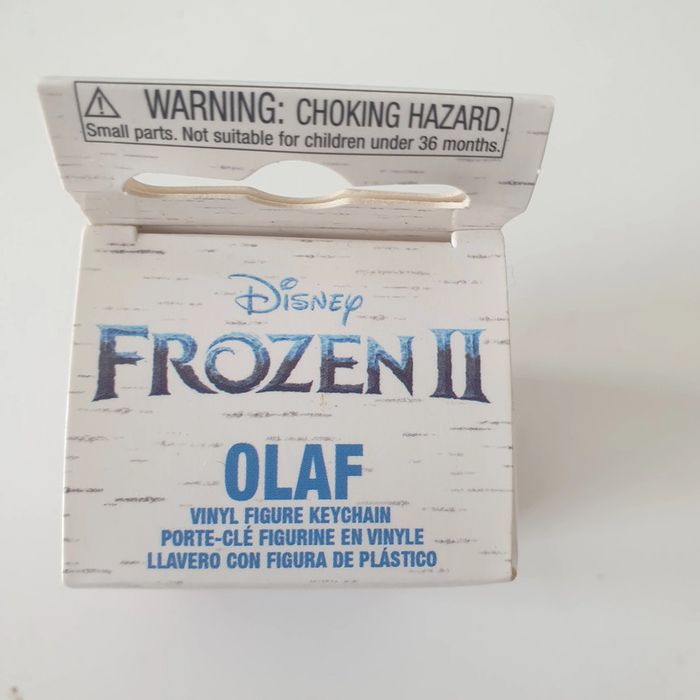 WARNING: CHOKING HAZARD.
Small parts. Not suitable for children under 36 months.
Disney
FROZEN II
OLAF
VINYL FIGURE KEYCHAIN
PORTE-CLÉ FIGURINE EN VINYLE
LLAVERO CON FIGURA DE PLÁSTICO